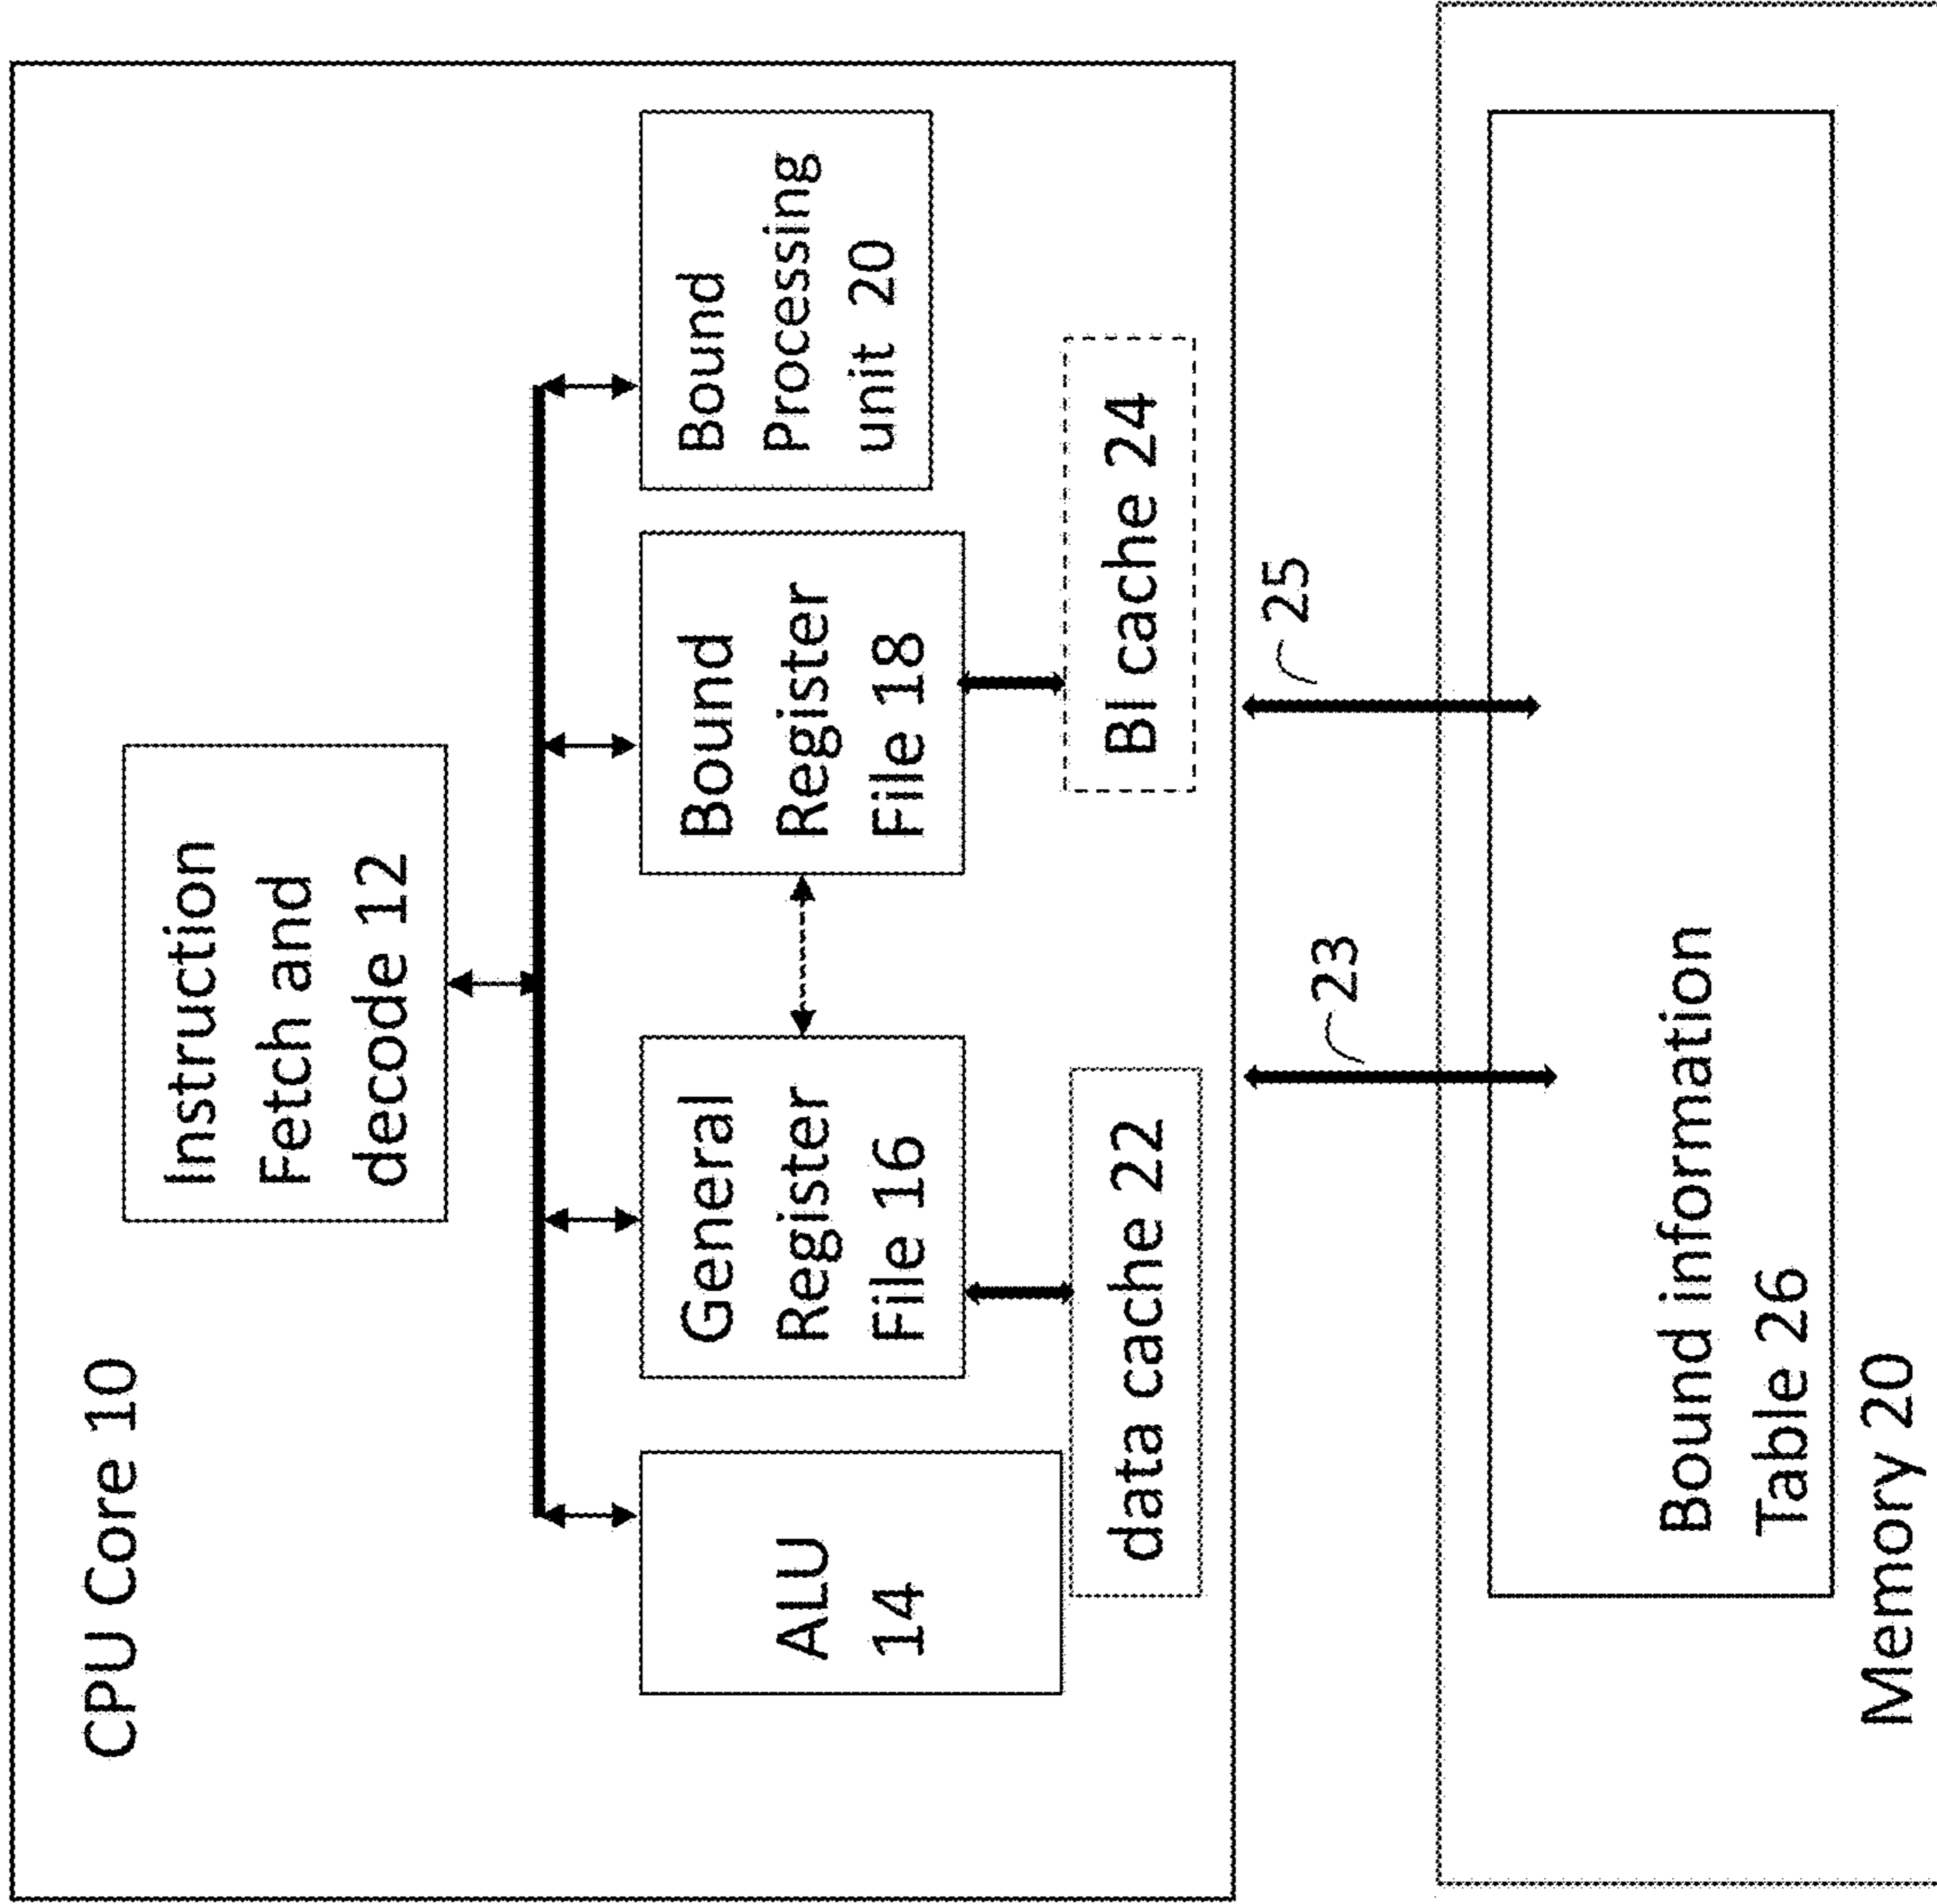 CPU Core 10
Instruction
Fetch and
decode 12
ALU
14
General
Register
File 16
Bound
Register
File 18
Bound
Processing
unit 20
data cache 22
BI cache 24
23
25
Bound information
Table 26
Memory 20